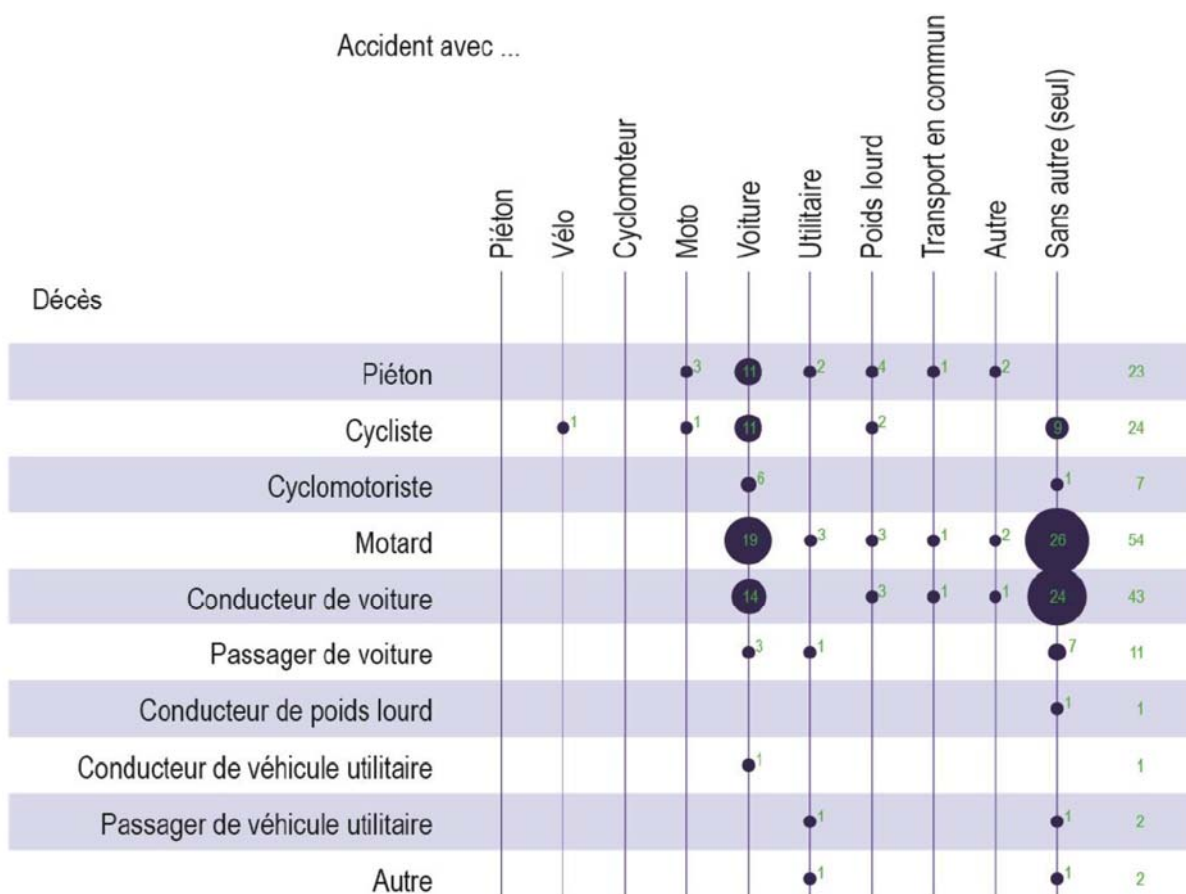 Accident avec ...
Piéton
Vélo
Cyclomoteur
Moto
Voiture
Utilitaire
Poids lourd
Transport en commun
Autre
Sans autre (seul)
Décès
Piéton 3 11 2 4 1 2 23
Cycliste 1 1 11 2 9 24
Cyclomotoriste 6 1 7
Motard 19 3 3 1 2 26 54
Conducteur de voiture 14 3 1 1 24 43
Passager de voiture 3 1 7 11
Conducteur de poids lourd 1 1
Conducteur de véhicule utilitaire 1 1
Passager de véhicule utilitaire 1 1 2
Autre 1 1 2